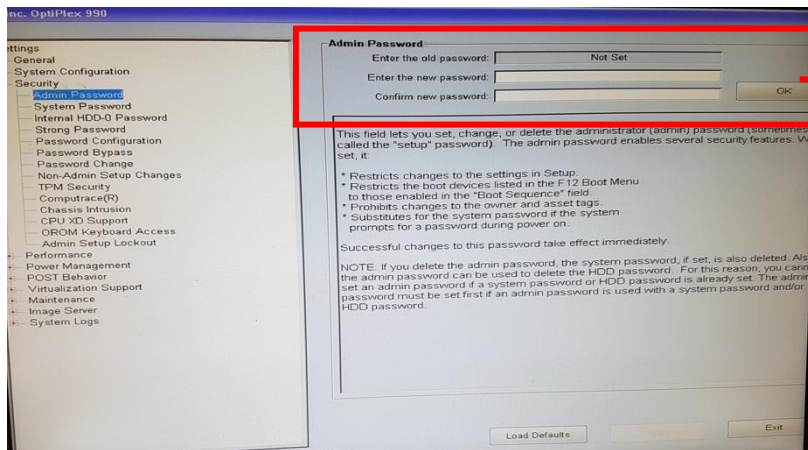 nc. OptiPlex 990
ttings
General
System Configuration
Security
Admin Password
System Password
Internal HDD-0 Password
Strong Password
Password Configuration
Password Bypass
Password Change
Non-Admin Setup Changes
TPM Security
Computrace(R)
Chassis Intrusion
CPU XD Support
OROM Keyboard Access
Admin Setup Lockout
Performance
Power Management
POST Behavior
Virtualization Support
Maintenance
Image Server
System Logs
Admin Password
Enter the old password: Not Set
Enter the new password:
Confirm new password:
OK
This field lets you set, change, or delete the administrator (admin) password (sometimes
called the "setup" password). The admin password enables several security features. W
set, it:
* Restricts changes to the settings in Setup.
* Restricts the boot devices listed in the F12 Boot Menu
to those enabled in the "Boot Sequence" field.
* Prohibits changes to the owner and asset tags.
* Substitutes for the system password if the system
prompts for a password during power on.
Successful changes to this password take effect immediately.
NOTE: If you delete the admin password, the system password, if set, is also deleted. Als
the admin password can be used to delete the HDD password. For this reason, you cann
set an admin password if a system password or HDD password is already set. The admin
password must be set first if an admin password is used with a system password and/or
HDD password.
Load Defaults
Exit